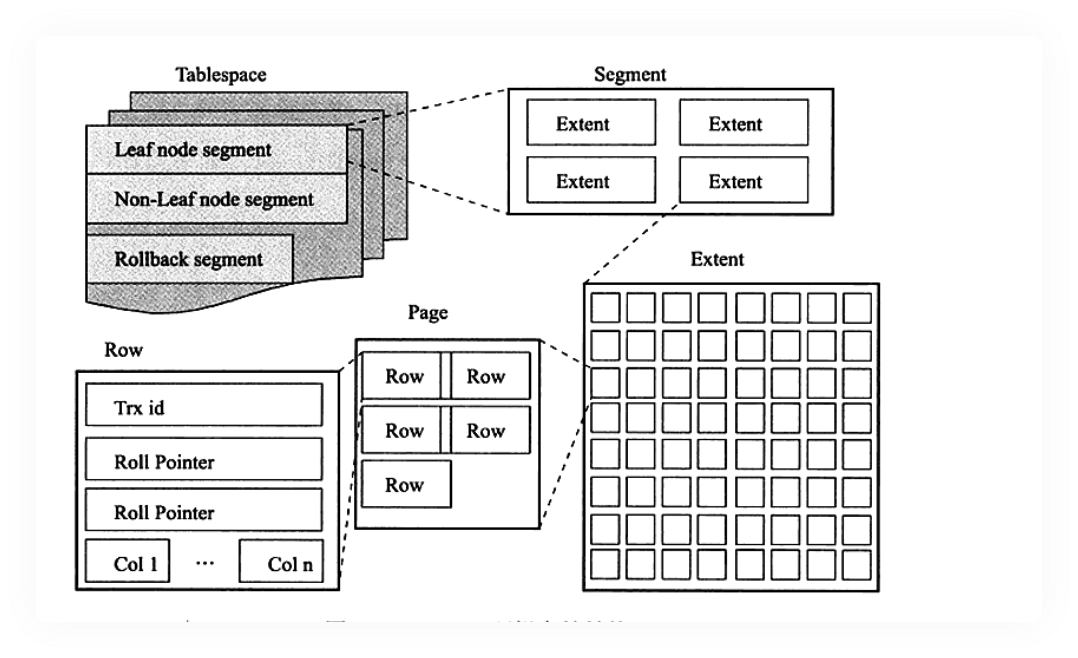 Tablespace
Leaf node segment
Non-Leaf node segment
Rollback segment
Segment
Extent
Extent
Extent
Extent
Extent
Page
Row
Row
Row
Row
Row
Row
Trx id
Roll Pointer
Roll Pointer
Col 1
...
Col n